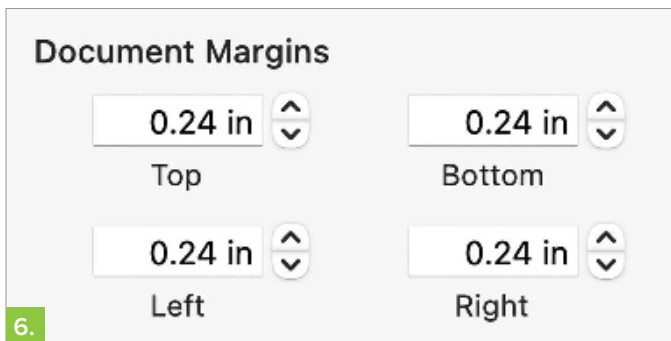 Document Margins
0.24 in 0.24 in
Top Bottom
0.24 in 0.24 in
Left Right
6.